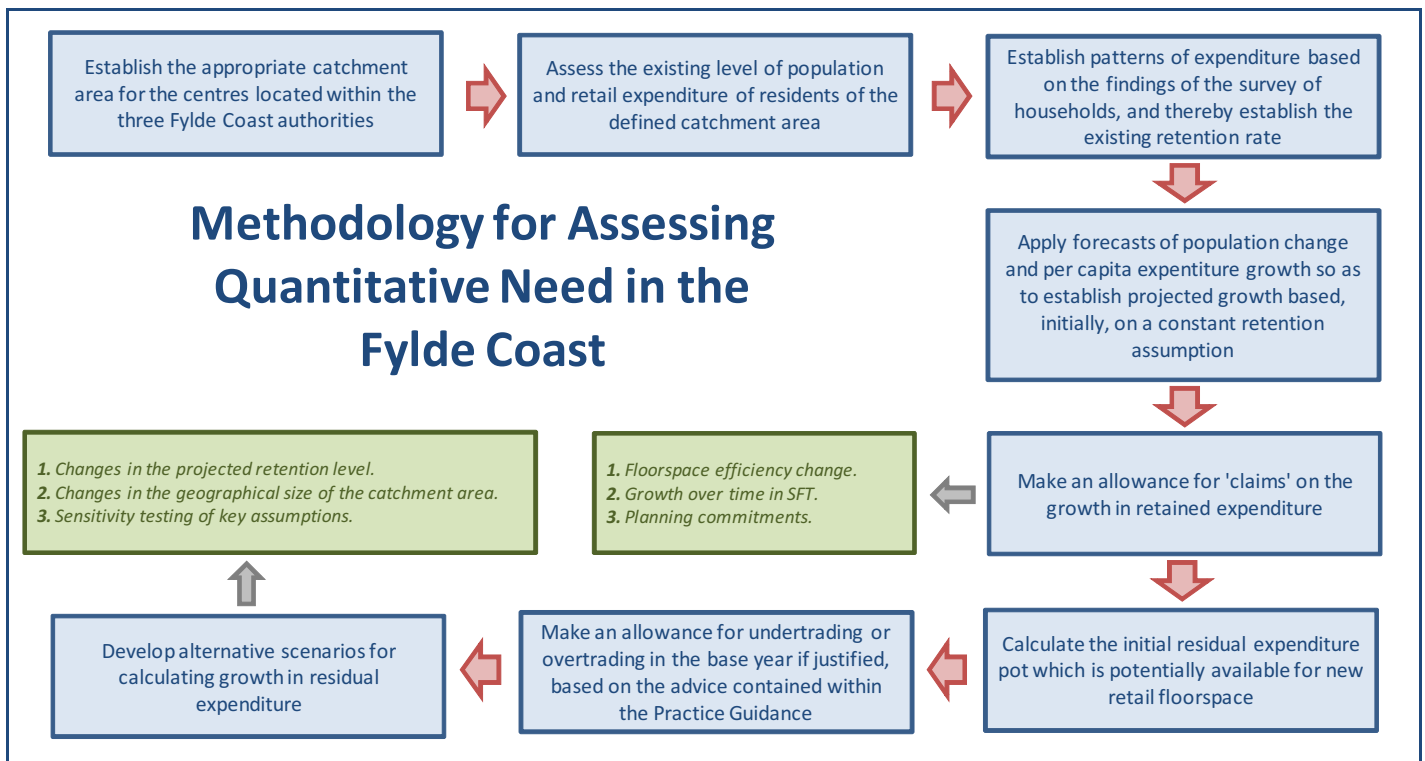 Establish the appropriate catchment
area for the centres located within the
three Fylde Coast authorities
Assess the existing level of population
and retail expenditure of residents of the
defined catchment area
Establish patterns of expenditure based
on the findings of the survey of
households, and thereby establish the
existing retention rate
Methodology for Assessing
Quantitative Need in the
Fylde Coast
Apply forecasts of population change
and per capita expentiture growth so as
to establish projected growth based,
initially, on a constant retention
assumption
Make an allowance for 'claims' on the
growth in retained expenditure
1. Floorspace efficiency change.
2. Growth over time in SFT.
3. Planning commitments.
Calculate the initial residual expenditure
pot which is potentially available for new
retail floorspace
Make an allowance for undertrading or
overtrading in the base year if justified,
based on the advice contained within
the Practice Guidance
Develop alternative scenarios for
calculating growth in residual
expenditure
1. Changes in the projected retention level.
2. Changes in the geographical size of the catchment area.
3. Sensitivity testing of key assumptions.